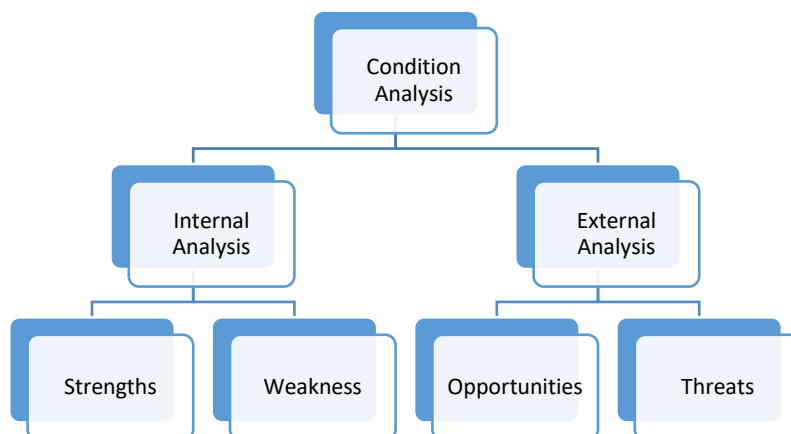 Condition
Analysis
Internal
Analysis
External
Analysis
Strengths
Weakness
Opportunities
Threats